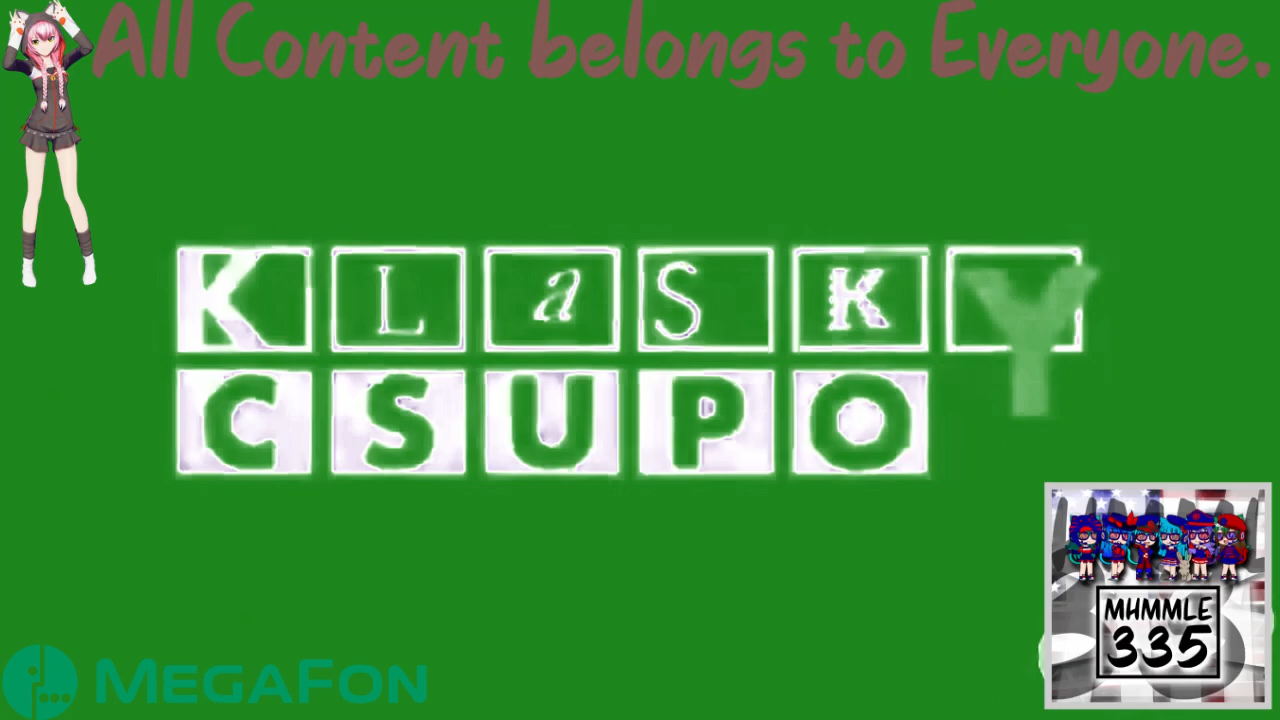 All Content belongs to Everyone.
KLaSKY
CSUPO
MHMMLE
335
MEGAFON